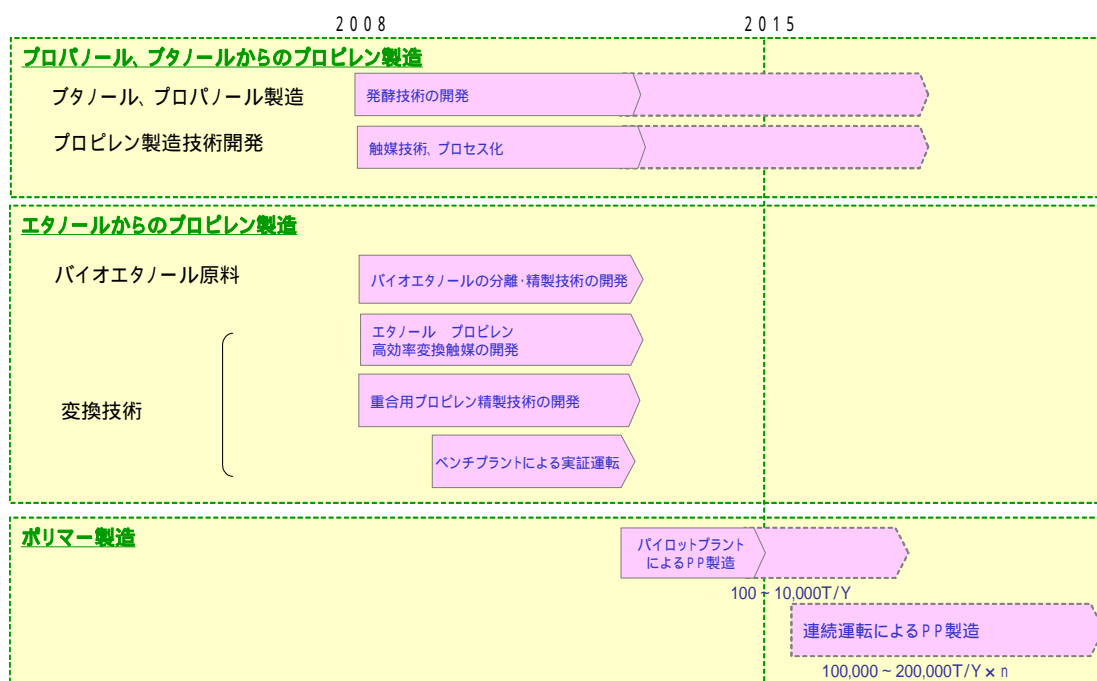 2008 2015
プロパノール、ブタノールからのプロピレン製造
ブタノール、プロパノール製造
発酵技術の開発
プロピレン製造技術開発
触媒技術、プロセス化
エタノールからのプロピレン製造
バイオエタノール原料
バイオエタノールの分離・精製技術の開発
エタノール　プロピレン
高効率変換触媒の開発
変換技術
重合用プロピレン精製技術の開発
ベンチプラントによる実証運転
ポリマー製造
パイロットプラント
によるPP製造
100~10,000T/Y
連続運転によるPP製造
100,000~200,000T/Y×n